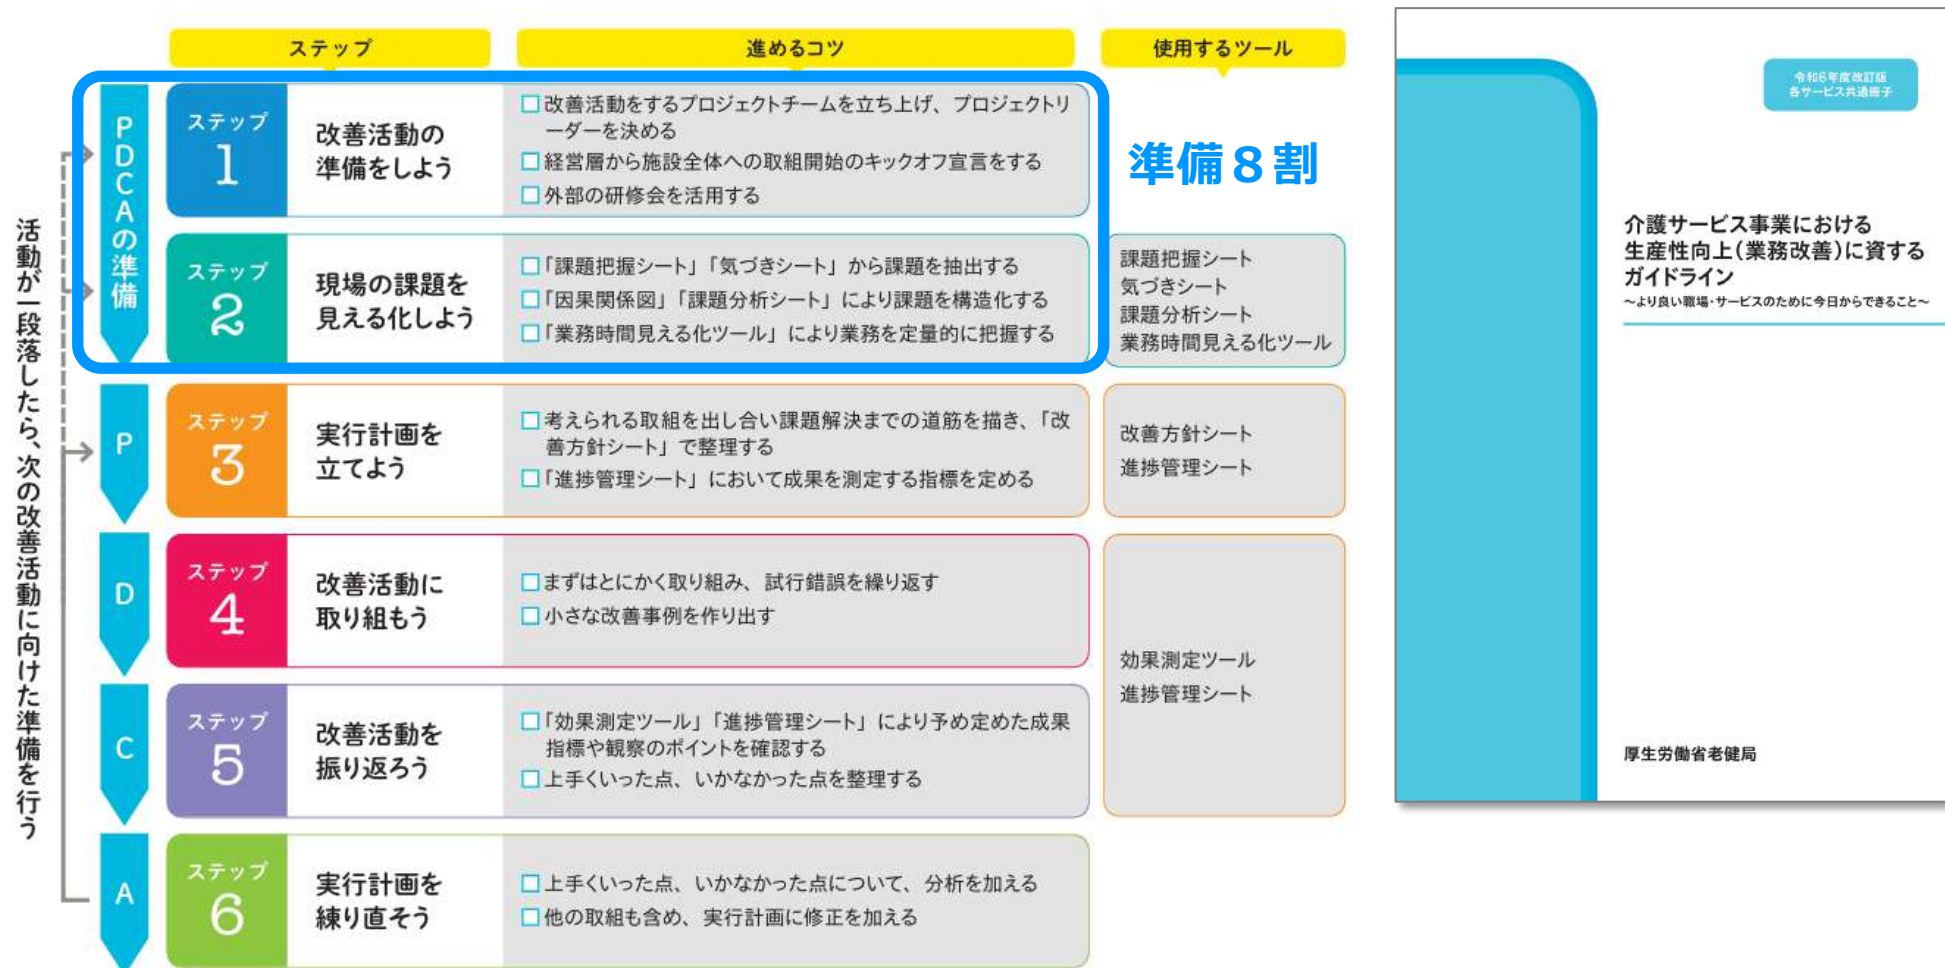 ステップ
進めるコツ
使用するツール
活動が一段落したら、次の改善活動に向けた準備を行う
PDCAの準備
ステップ
1
改善活動の
準備をしよう
□改善活動をするプロジェクトチームを立ち上げ、プロジェクトリ
ーダーを決める
□経営層から施設全体への取組開始のキックオフ宣言をする
□外部の研修会を活用する
準備８割
ステップ
2
現場の課題を
見える化しよう
□「課題把握シート」「気づきシート」から課題を抽出する
□「因果関係図」「課題分析シート」により課題を構造化する
□「業務時間見える化ツール」により業務を定量的に把握する
課題把握シート
気づきシート
課題分析シート
業務時間見える化ツール
P
ステップ
3
実行計画を
立てよう
□考えられる取組を出し合い課題解決までの道筋を描き、「改
善方針シート」で整理する
□「進捗管理シート」において成果を測定する指標を定める
改善方針シート
進捗管理シート
D
ステップ
4
改善活動に
取り組もう
□まずはとにかく取り組み、試行錯誤を繰り返す
□小さな改善事例を作り出す
効果測定ツール
進捗管理シート
C
ステップ
5
改善活動を
振り返ろう
□「効果測定ツール」「進捗管理シート」により予め定めた成果
指標や観察のポイントを確認する
□上手くいった点、いかなかった点を整理する
A
ステップ
6
実行計画を
練り直そう
□上手くいった点、いかなかった点について、分析を加える
□他の取組も含め、実行計画に修正を加える
令和6年度改訂版
各サービス共通冊子
介護サービス事業における
生産性向上（業務改善）に資する
ガイドライン
～より良い職場・サービスのために今日からできること～
厚生労働省老健局